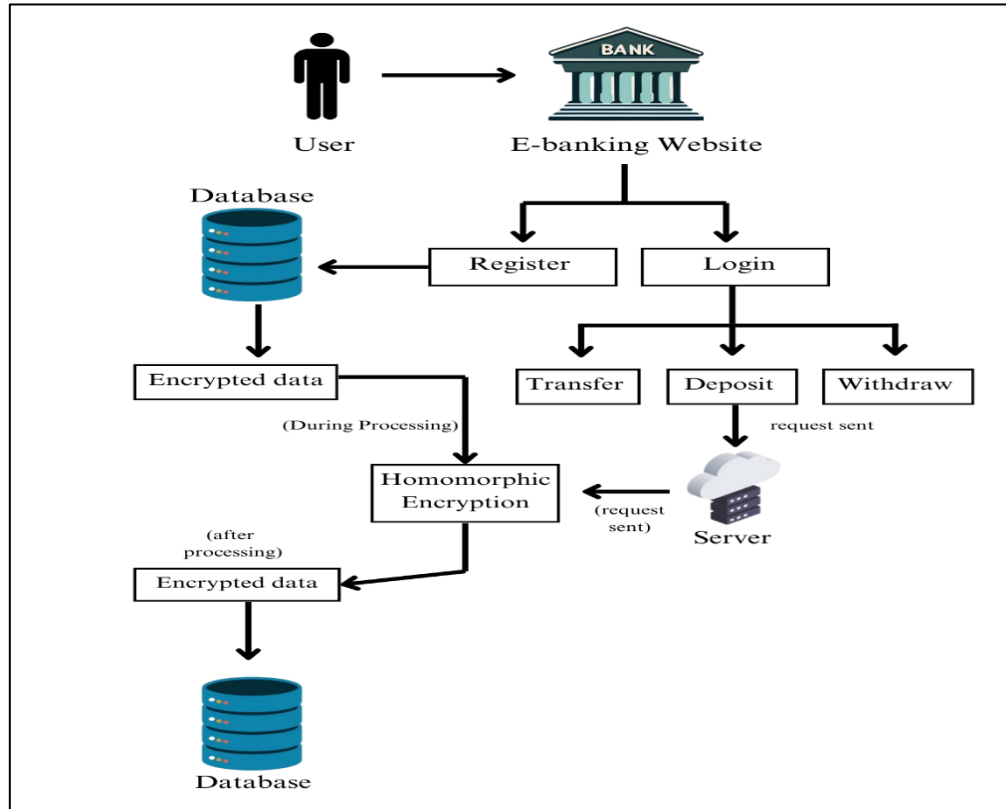 BANK
User
E-banking Website
Database
Register
Login
Encrypted data
Transfer
Deposit
Withdraw
(During Processing)
request sent
Homomorphic
Encryption
(request
sent)
Server
(after
processing)
Encrypted data
Database